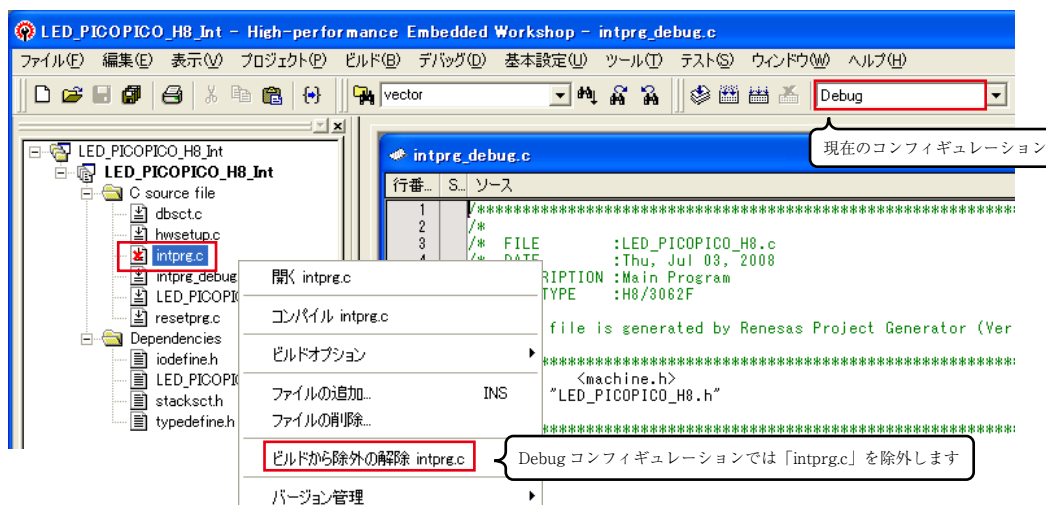 LED_PICOPICO_H8_Int - High-performance Embedded Workshop - intprg_debug.c
ファイル(F) 編集(E) 表示(V) プロジェクト(P) ビルド(B) デバッグ(D) 基本設定(U) ツール(T) テスト(S) ウィンドウ(W) ヘルプ(H)
vector
Debug
現在のコンフィギュレーション
LED_PICOPICO_H8_Int
LED_PICOPICO_H8_Int
C source file
dbsct.c
hwsetup.c
intprg.c
intprg_debug
LED_PICOPI
resetprg.c
Dependencies
iodefine.h
LED_PICOPI
stacksct.h
typedefine.h
intprg_debug.c
行番... S... ソース
1 /*****************************************************************
2 /*
3 /* FILE :LED_PICOPICO_H8.c
4 /* DATE :Thu, Jul 03, 2008
RIPTION :Main Program
TYPE :H8/3062F
file is generated by Renesas Project Generator (Ver
*****************************************************
<machine.h>
"LED_PICOPICO_H8.h"
*****************************************************
開く intprg.c
コンパイル intprg.c
ビルドオプション
ファイルの追加... INS
ファイルの削除...
ビルドから除外の解除 intprg.c
バージョン管理
Debug コンフィギュレーションでは「intprg.c」を除外します